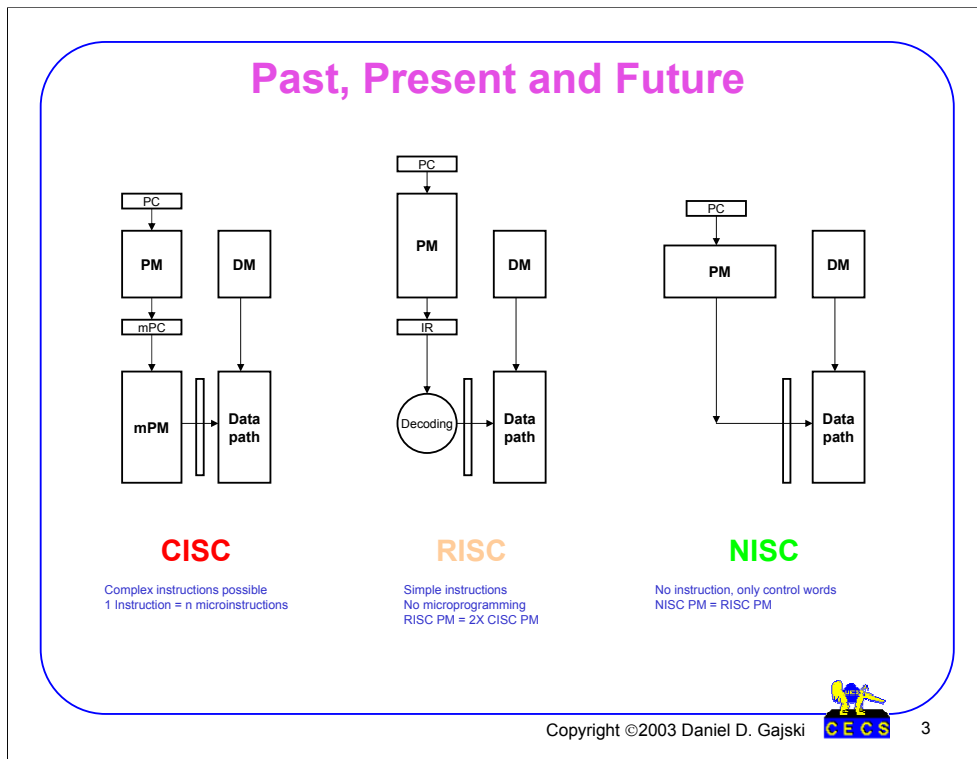 Past, Present and Future
PC
PM
mPC
mPM
DM
Data
path
CISC
Complex instructions possible
1 Instruction = n microinstructions
PC
PM
IR
Decoding
DM
Data
path
RISC
Simple instructions
No microprogramming
RISC PM = 2X CISC PM
PC
PM
DM
Data
path
NISC
No instruction, only control words
NISC PM = RISC PM
Copyright ©2003 Daniel D. Gajski
CECS
3